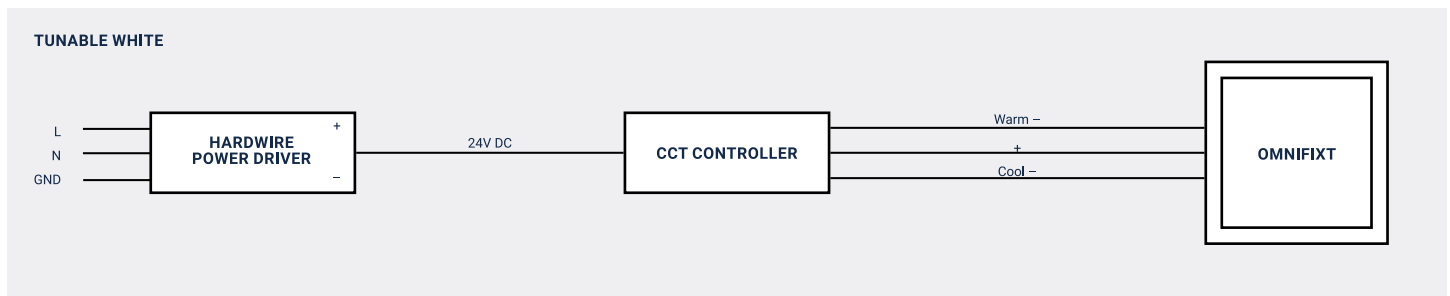 TUNABLE WHITE
L
N
GND
HARDWIRE
POWER DRIVER
+
–
24V DC
CCT CONTROLLER
Warm –
+
Cool –
OMNIFIXT